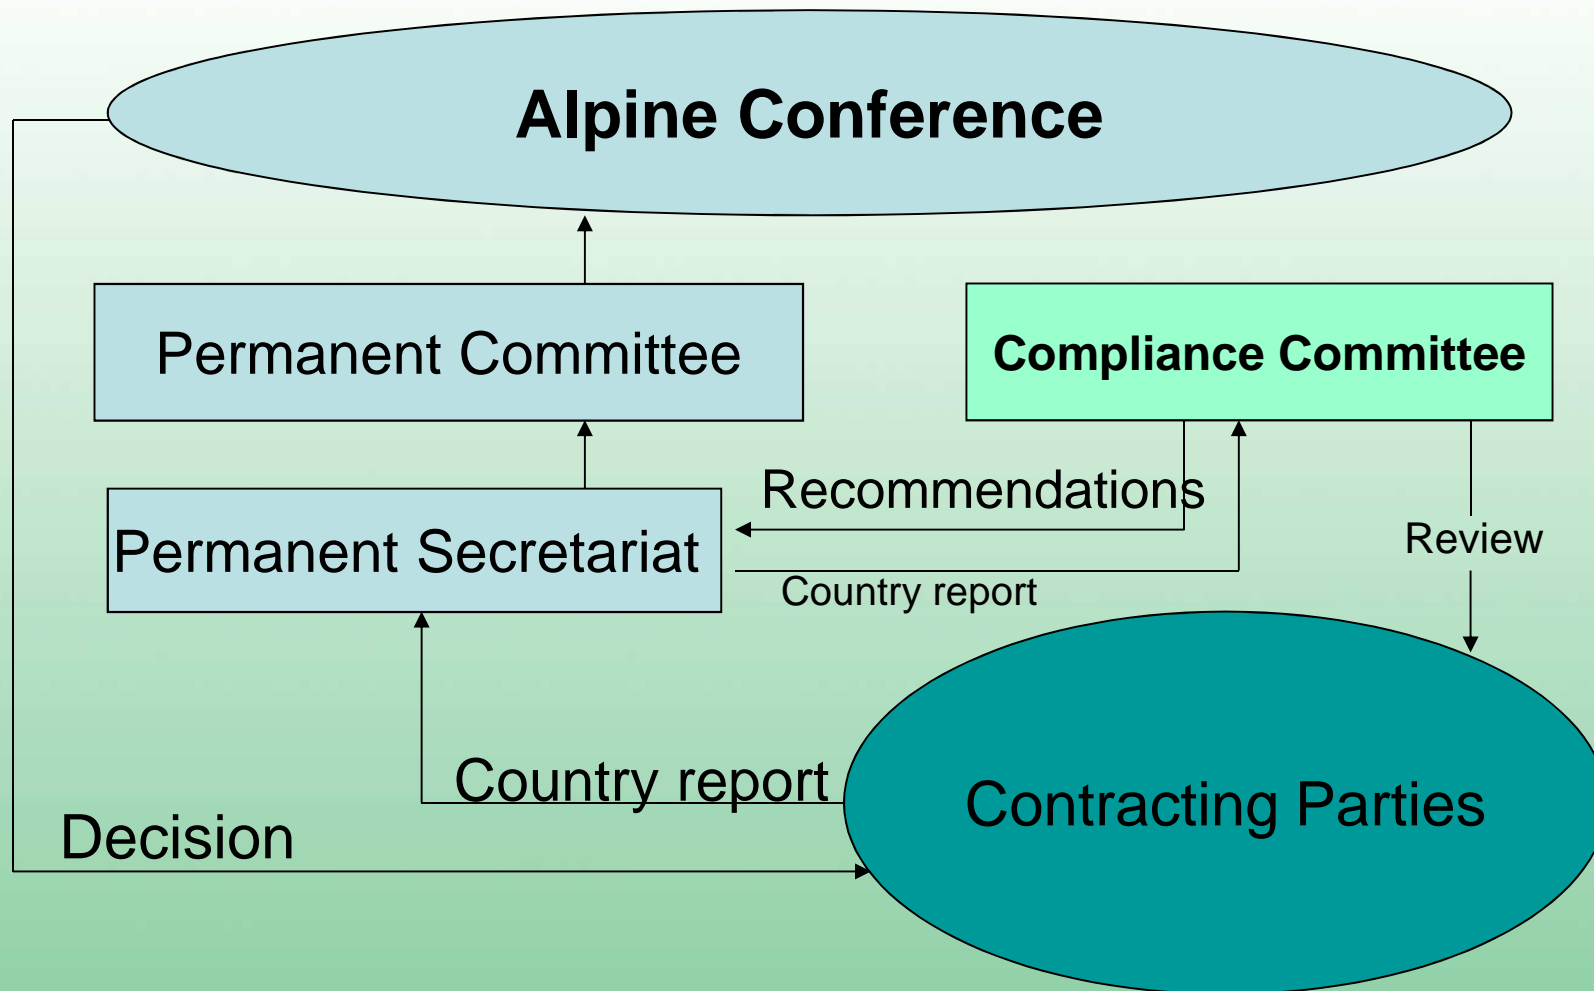 Alpine Conference
Permanent Committee
Compliance Committee
Recommendations
Permanent Secretariat
Review
Country report
Country report
Contracting Parties
Decision